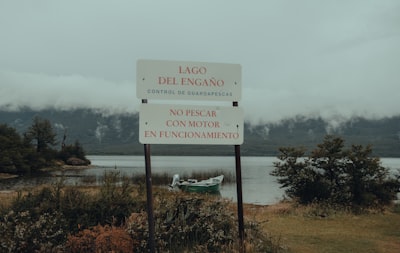 LAGO
DEL ENGAÑO
CONTROL DE GUARDAPESCAS
NO PESCAR
CON MOTOR
EN FUNCIONAMIENTO